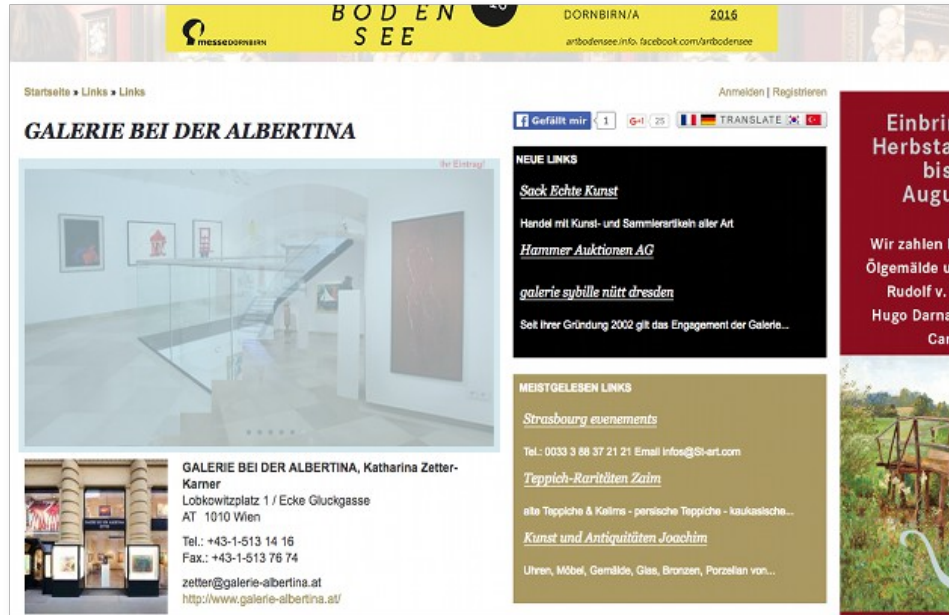 BODEN
SEE
messeDORNBIRN
DORNBIRN/A
2016
artbodensee.info. facebook.com/artbodensee
Startseite » Links » Links
Anmelden | Registrieren
GALERIE BEI DER ALBERTINA
Gefällt mir 1
G+1 25
TRANSLATE
Ihr Eintrag!
NEUE LINKS
Sack Echte Kunst
Handel mit Kunst- und Sammlerartikeln aller Art
Hammer Auktionen AG
galerie sybille nütt dresden
Seit ihrer Gründung 2002 gilt das Engagement der Galerie...
MEISTGELESEN LINKS
Strasbourg evenements
Tel.: 0033 3 88 37 21 21 Email infos@St-art.com
Teppich-Raritäten Zaim
alte Teppiche & Kelims - persische Teppiche - kaukasische...
Kunst und Antiquitäten Joachim
Uhren, Möbel, Gemälde, Glas, Bronzen, Porzellan von...
GALERIE BEI DER ALBERTINA, Katharina Zetter-
Karner
Lobkowitzplatz 1 / Ecke Gluckgasse
AT 1010 Wien
Tel.: +43-1-513 14 16
Fax.: +43-1-513 76 74
zetter@galerie-albertina.at
http://www.galerie-albertina.at/
Einbri
Herbsta
bis
Augu
Wir zahlen
Ölgemälde u
Rudolf v.
Hugo Darna
Car